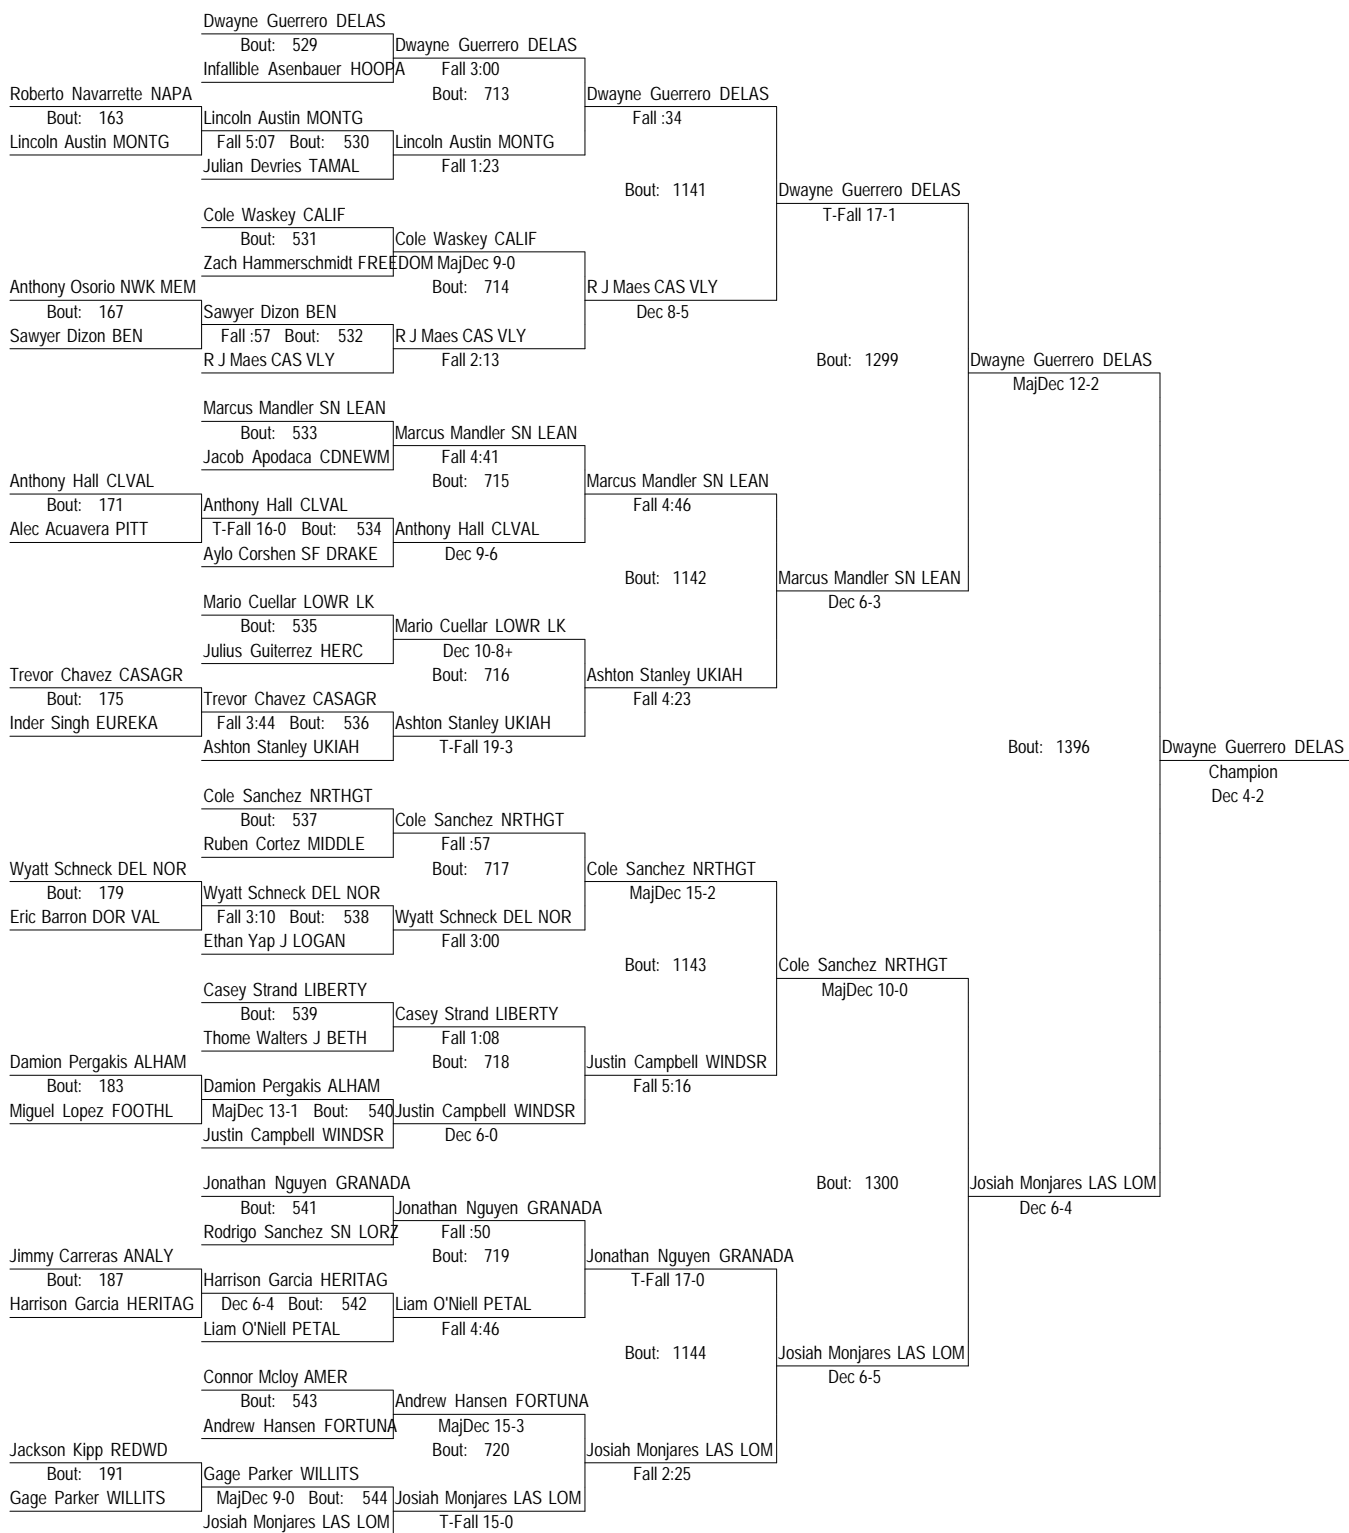 Dwayne Guerrero DELAS
Bout: 529
Dwayne Guerrero DELAS
Infallible Asenbauer HOOPA
Fall 3:00
Roberto Navarrette NAPA
Bout: 713
Dwayne Guerrero DELAS
Bout: 163
Lincoln Austin MONTG
Fall :34
Lincoln Austin MONTG
Fall 5:07 Bout: 530
Lincoln Austin MONTG
Julian Devries TAMAL
Fall 1:23
Bout: 1141
Dwayne Guerrero DELAS
Cole Waskey CALIF
T-Fall 17-1
Bout: 531
Cole Waskey CALIF
Zach Hammerschmidt FREEDOM
MajDec 9-0
Anthony Osorio NWK MEM
Bout: 714
R J Maes CAS VLY
Bout: 167
Sawyer Dizon BEN
Dec 8-5
Sawyer Dizon BEN
Fall :57 Bout: 532
R J Maes CAS VLY
R J Maes CAS VLY
Fall 2:13
Bout: 1299
Dwayne Guerrero DELAS
MajDec 12-2
Marcus Mandler SN LEAN
Bout: 533
Marcus Mandler SN LEAN
Jacob Apodaca CDNEWM
Fall 4:41
Anthony Hall CLVAL
Bout: 715
Marcus Mandler SN LEAN
Bout: 171
Anthony Hall CLVAL
Fall 4:46
Alec Acuavera PITT
T-Fall 16-0 Bout: 534
Anthony Hall CLVAL
Aylo Corshen SF DRAKE
Dec 9-6
Bout: 1142
Marcus Mandler SN LEAN
Mario Cuellar LOWR LK
Dec 6-3
Bout: 535
Mario Cuellar LOWR LK
Julius Guiterrez HERC
Dec 10-8+
Trevor Chavez CASAGR
Bout: 716
Ashton Stanley UKIAH
Bout: 175
Trevor Chavez CASAGR
Fall 4:23
Inder Singh EUREKA
Fall 3:44 Bout: 536
Ashton Stanley UKIAH
Ashton Stanley UKIAH
T-Fall 19-3
Bout: 1396
Dwayne Guerrero DELAS
Champion
Dec 4-2
Cole Sanchez NRTHGT
Bout: 537
Cole Sanchez NRTHGT
Ruben Cortez MIDDLE
Fall :57
Wyatt Schneck DEL NOR
Bout: 717
Cole Sanchez NRTHGT
Bout: 179
Wyatt Schneck DEL NOR
MajDec 15-2
Eric Barron DOR VAL
Fall 3:10 Bout: 538
Wyatt Schneck DEL NOR
Ethan Yap J LOGAN
Fall 3:00
Bout: 1143
Cole Sanchez NRTHGT
Casey Strand LIBERTY
MajDec 10-0
Bout: 539
Casey Strand LIBERTY
Thome Walters J BETH
Fall 1:08
Damion Pergakis ALHAM
Bout: 718
Justin Campbell WINDSR
Bout: 183
Damion Pergakis ALHAM
Fall 5:16
Miguel Lopez FOOTHL
MajDec 13-1 Bout: 540
Justin Campbell WINDSR
Justin Campbell WINDSR
Dec 6-0
Bout: 1300
Josiah Monjares LAS LOM
Dec 6-4
Jonathan Nguyen GRANADA
Bout: 541
Jonathan Nguyen GRANADA
Rodrigo Sanchez SN LORZ
Fall :50
Jimmy Carreras ANALY
Bout: 719
Jonathan Nguyen GRANADA
Bout: 187
Harrison Garcia HERITAG
T-Fall 17-0
Harrison Garcia HERITAG
Dec 6-4 Bout: 542
Liam O'Niell PETAL
Liam O'Niell PETAL
Fall 4:46
Bout: 1144
Josiah Monjares LAS LOM
Connor Mcloy AMER
Dec 6-5
Bout: 543
Andrew Hansen FORTUNA
Andrew Hansen FORTUNA
MajDec 15-3
Jackson Kipp REDWD
Bout: 720
Josiah Monjares LAS LOM
Bout: 191
Gage Parker WILLITS
Fall 2:25
Gage Parker WILLITS
MajDec 9-0 Bout: 544
Josiah Monjares LAS LOM
Josiah Monjares LAS LOM
T-Fall 15-0